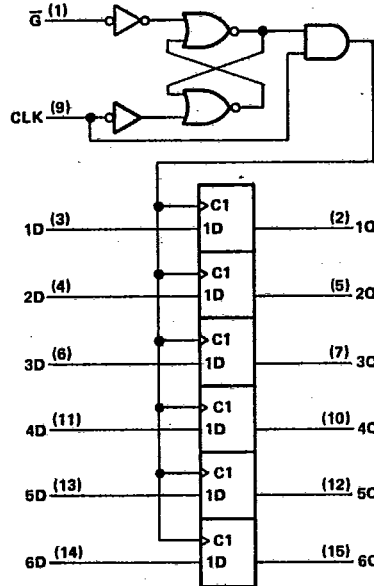 G̅ (1)
CLK (9)
C1
1D (3) 1D (2) 1Q
C1
2D (4) 1D (5) 2Q
C1
3D (6) 1D (7) 3Q
C1
4D (11) 1D (10) 4Q
C1
5D (13) 1D (12) 5Q
C1
6D (14) 1D (15) 6Q